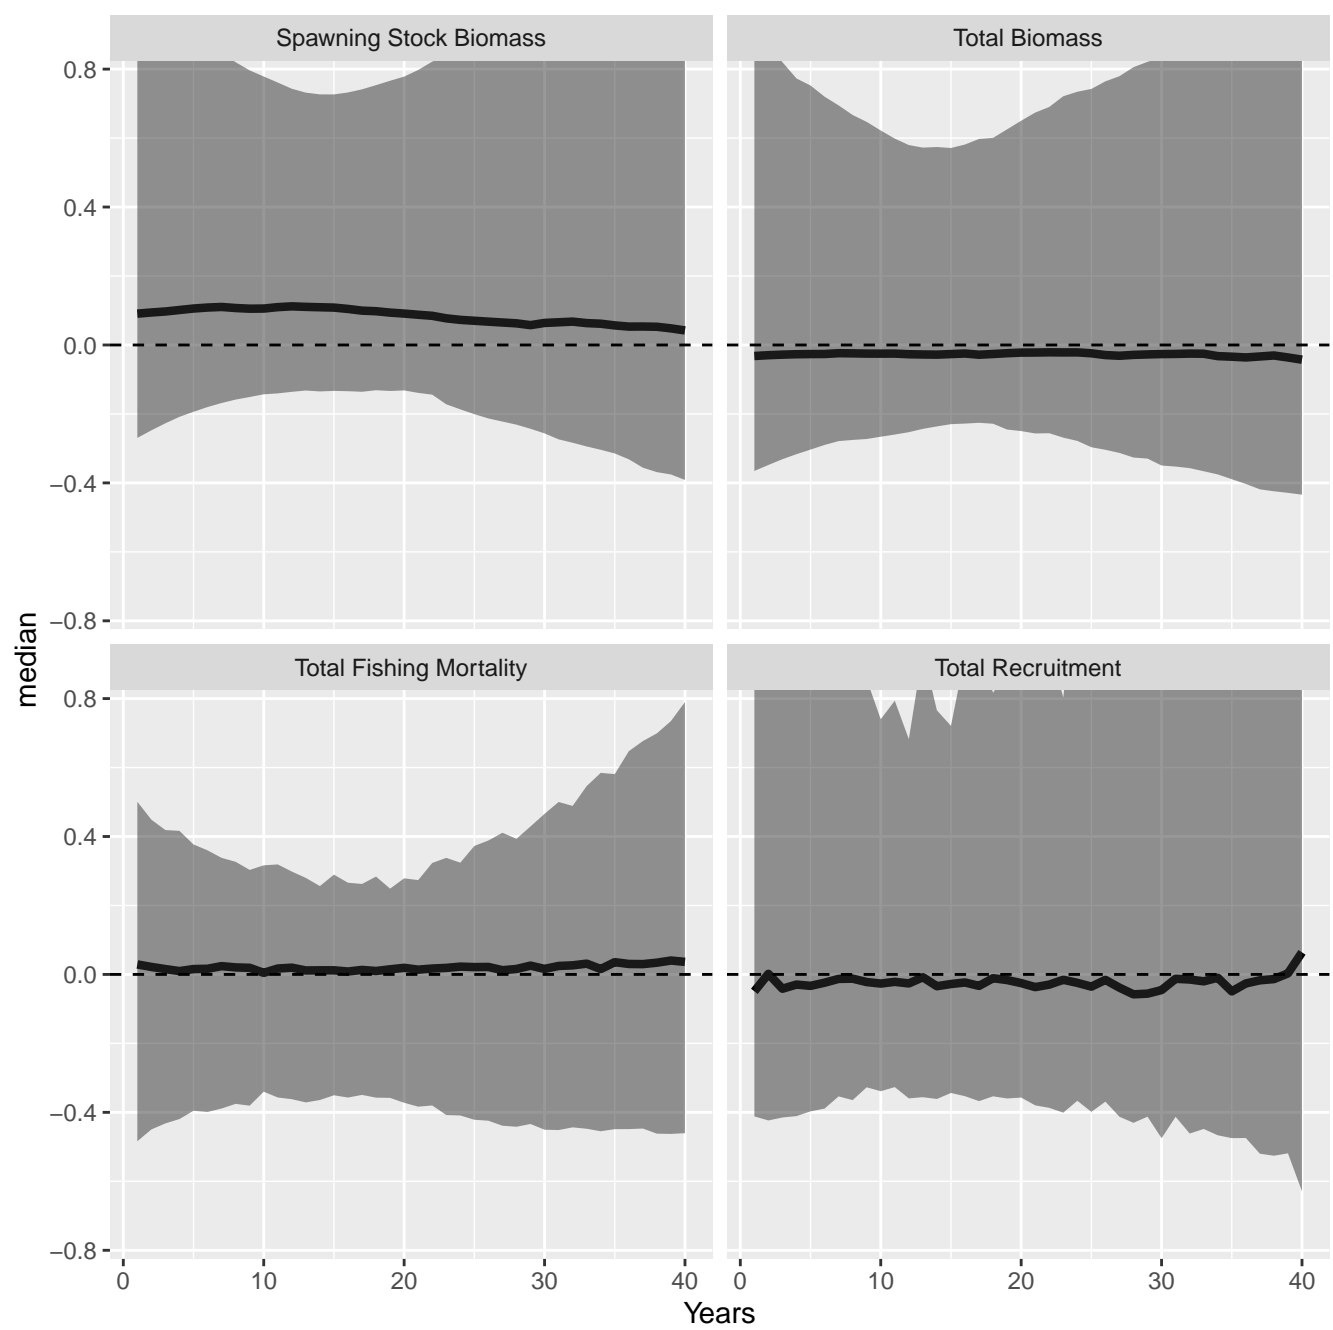 Spawning Stock Biomass
Total Biomass
0.8
0.4
0.0
−0.4
−0.8
median
Total Fishing Mortality
Total Recruitment
0.8
0.4
0.0
−0.4
−0.8
0 10 20 30 40
0 10 20 30 40
Years